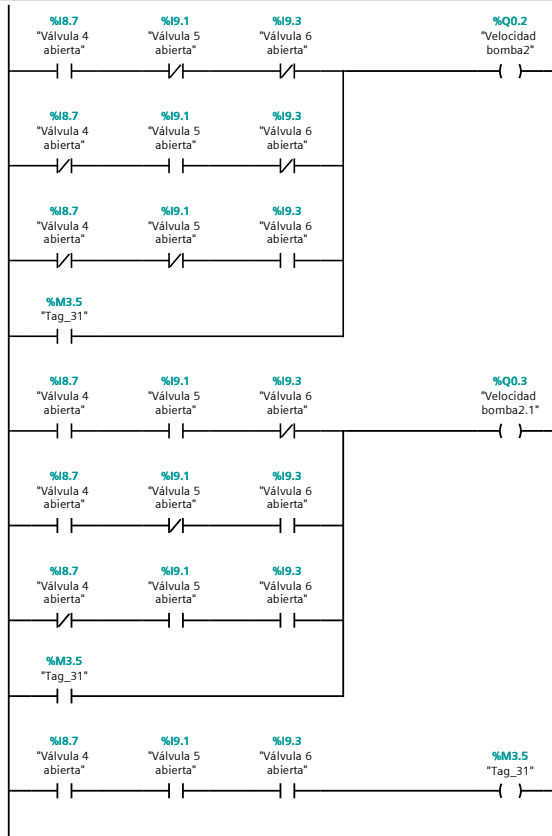 %I8.7 %I9.1 %I9.3 %Q0.2
"Válvula 4 "Válvula 5 "Válvula 6 "Velocidad
abierta" abierta" abierta" bomba2"
%I8.7 %I9.1 %I9.3
"Válvula 4 "Válvula 5 "Válvula 6
abierta" abierta" abierta"
%I8.7 %I9.1 %I9.3
"Válvula 4 "Válvula 5 "Válvula 6
abierta" abierta" abierta"
%M3.5
"Tag_31"
%I8.7 %I9.1 %I9.3 %Q0.3
"Válvula 4 "Válvula 5 "Válvula 6 "Velocidad
abierta" abierta" abierta" bomba2.1"
%I8.7 %I9.1 %I9.3
"Válvula 4 "Válvula 5 "Válvula 6
abierta" abierta" abierta"
%I8.7 %I9.1 %I9.3
"Válvula 4 "Válvula 5 "Válvula 6
abierta" abierta" abierta"
%M3.5
"Tag_31"
%I8.7 %I9.1 %I9.3
"Válvula 4 "Válvula 5 "Válvula 6 %M3.5
abierta" abierta" abierta" "Tag_31"